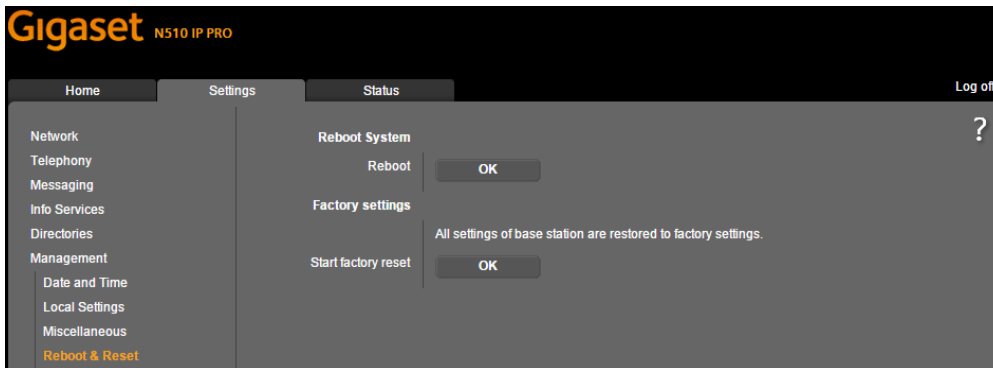 Gigaset N510 IP PRO
Home Settings Status Log off
?
Network
Telephony
Messaging
Info Services
Directories
Management
Date and Time
Local Settings
Miscellaneous
Reboot & Reset
Reboot System
Reboot OK
Factory settings
All settings of base station are restored to factory settings.
Start factory reset OK